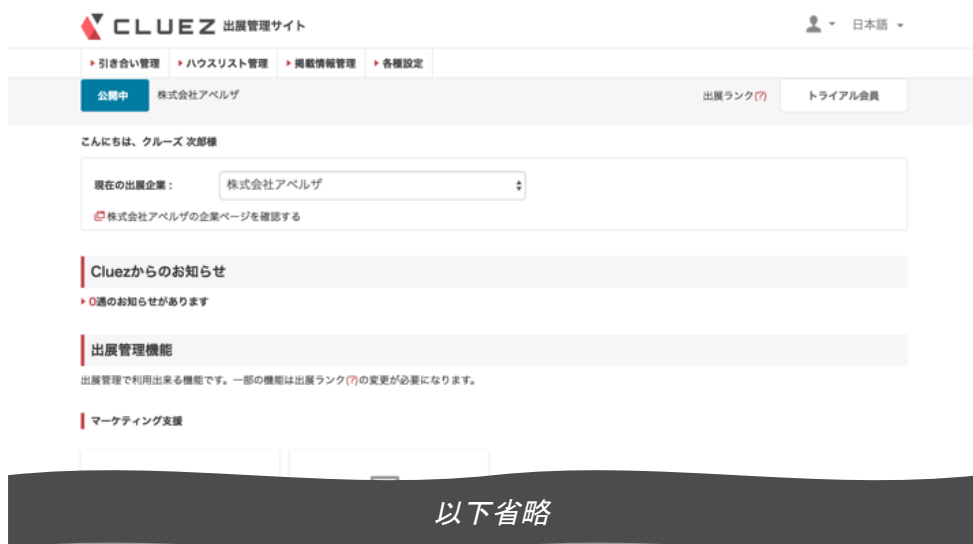 CLUEZ 出展管理サイト
日本語
引き合い管理 ハウスリスト管理 掲載情報管理 各種設定
公開中 株式会社アペルザ 出展ランク(?) トライアル会員
こんにちは、クルーズ 次郎様
現在の出展企業: 株式会社アペルザ
株式会社アペルザの企業ページを確認する
Cluezからのお知らせ
0通のお知らせがあります
出展管理機能
出展管理で利用出来る機能です。一部の機能は出展ランク(?)の変更が必要になります。
マーケティング支援
以下省略